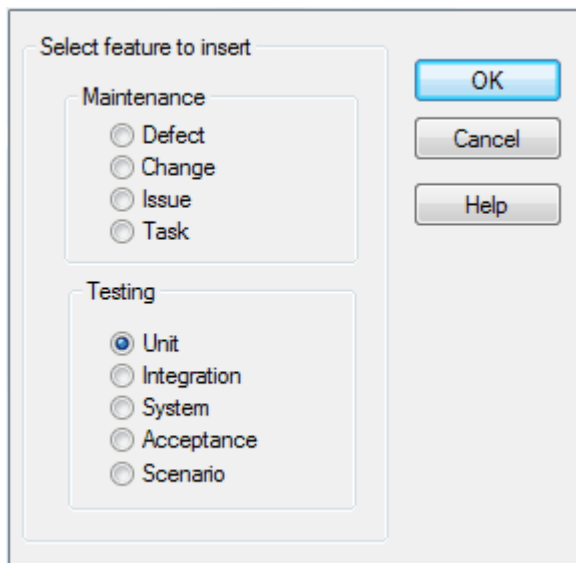 Select feature to insert
Maintenance
Defect
Change
Issue
Task
Testing
Unit
Integration
System
Acceptance
Scenario
OK
Cancel
Help